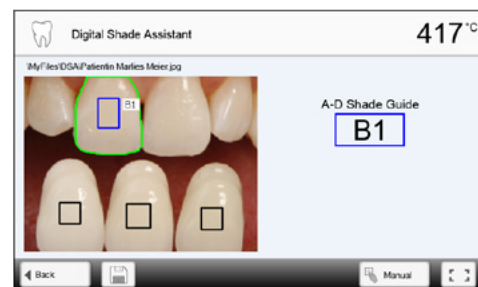 Digital Shade Assistant
417 °C
\MyFiles\DSA\Patientin Marlies Meier.jpg
B1
A-D Shade Guide
B1
Back
Manual